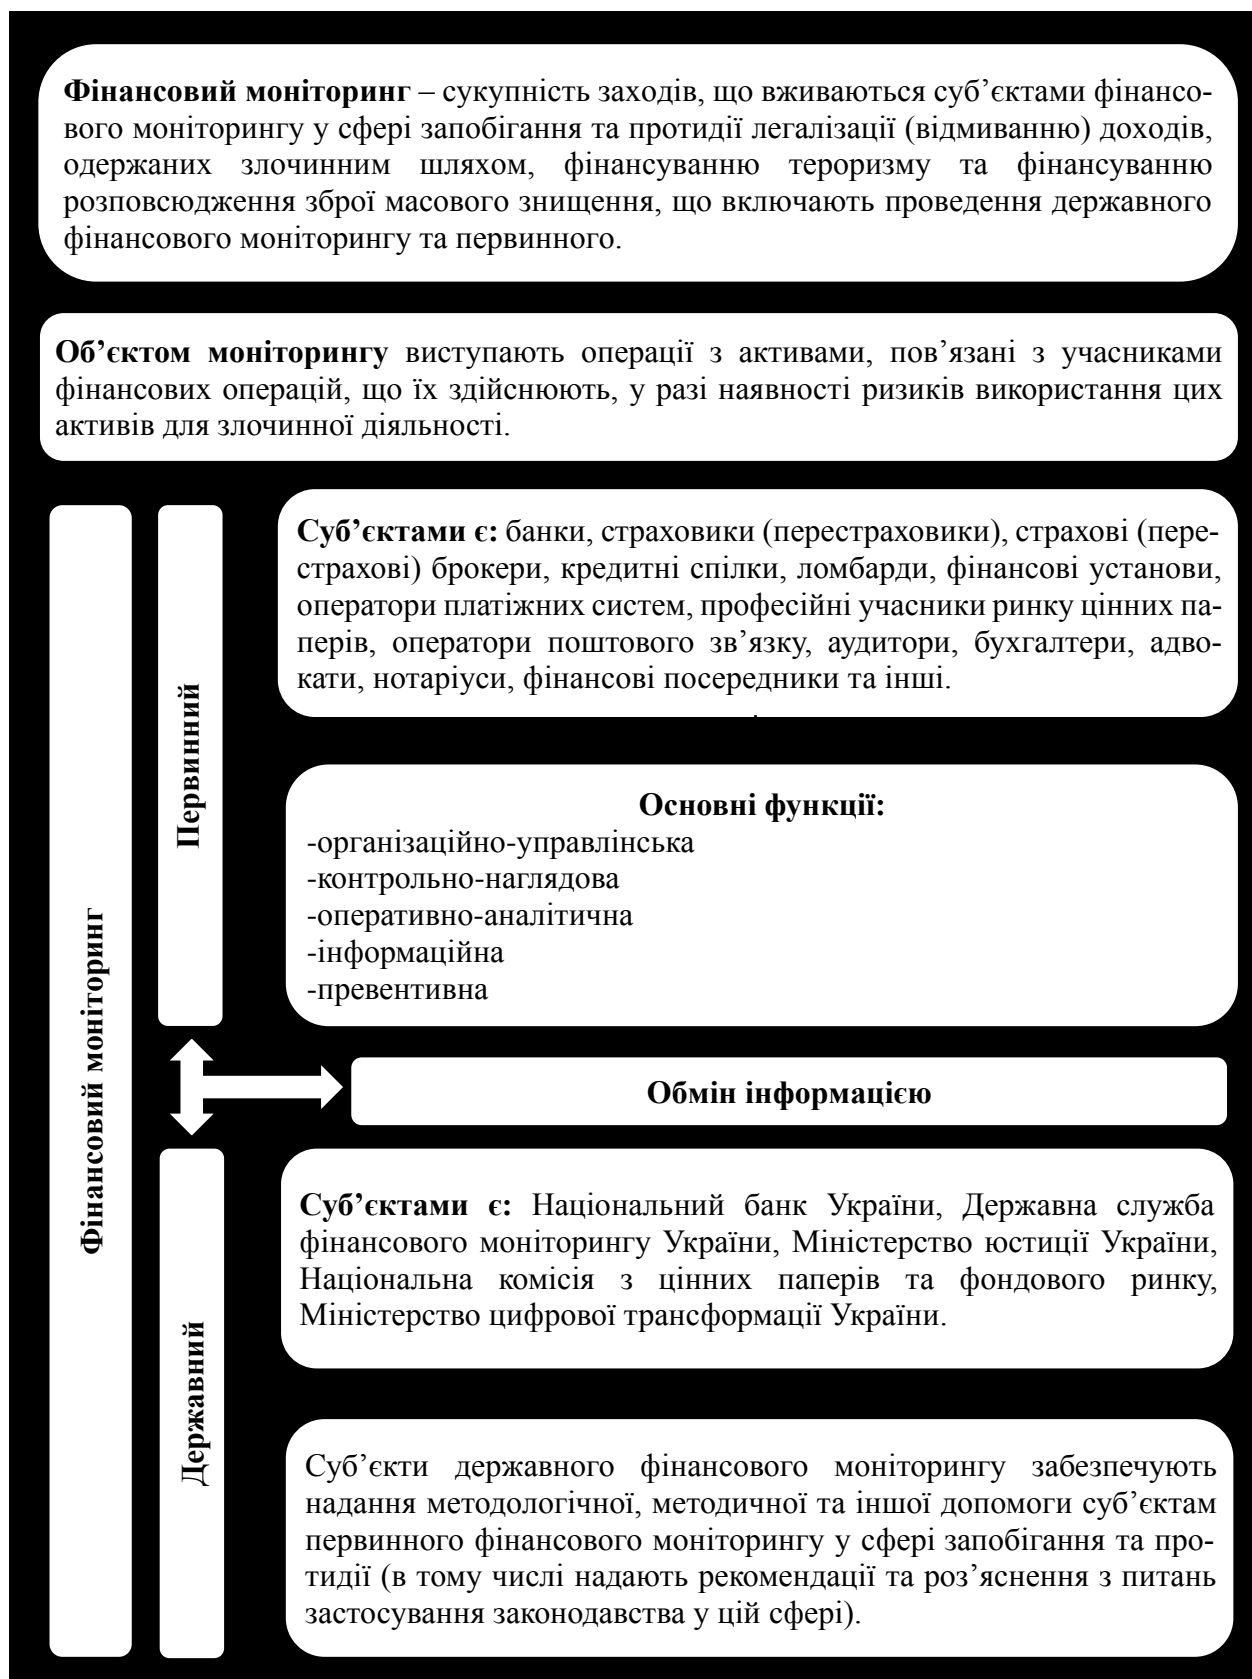 Фінансовий моніторинг – сукупність заходів, що вживаються суб’єктами фінансо-
вого моніторингу у сфері запобігання та протидії легалізації (відмиванню) доходів,
одержаних злочинним шляхом, фінансуванню тероризму та фінансуванню
розповсюдження зброї масового знищення, що включають проведення державного
фінансового моніторингу та первинного.
Об’єктом моніторингу виступають операції з активами, пов’язані з учасниками
фінансових операцій, що їх здійснюють, у разі наявності ризиків використання цих
активів для злочинної діяльності.
Фінансовий моніторинг
Первинний
Суб’єктами є: банки, страховики (перестраховики), страхові (пере-
страхові) брокери, кредитні спілки, ломбарди, фінансові установи,
оператори платіжних систем, професійні учасники ринку цінних па-
перів, оператори поштового зв’язку, аудитори, бухгалтери, адво-
кати, нотаріуси, фінансові посередники та інші.
Основні функції:
-організаційно-управлінська
-контрольно-наглядова
-оперативно-аналітична
-інформаційна
-превентивна
Обмін інформацією
Державний
Суб’єктами є: Національний банк України, Державна служба
фінансового моніторингу України, Міністерство юстиції України,
Національна комісія з цінних паперів та фондового ринку,
Міністерство цифрової трансформації України.
Суб’єкти державного фінансового моніторингу забезпечують
надання методологічної, методичної та іншої допомоги суб’єктам
первинного фінансового моніторингу у сфері запобігання та про-
тидії (в тому числі надають рекомендації та роз’яснення з питань
застосування законодавства у цій сфері).